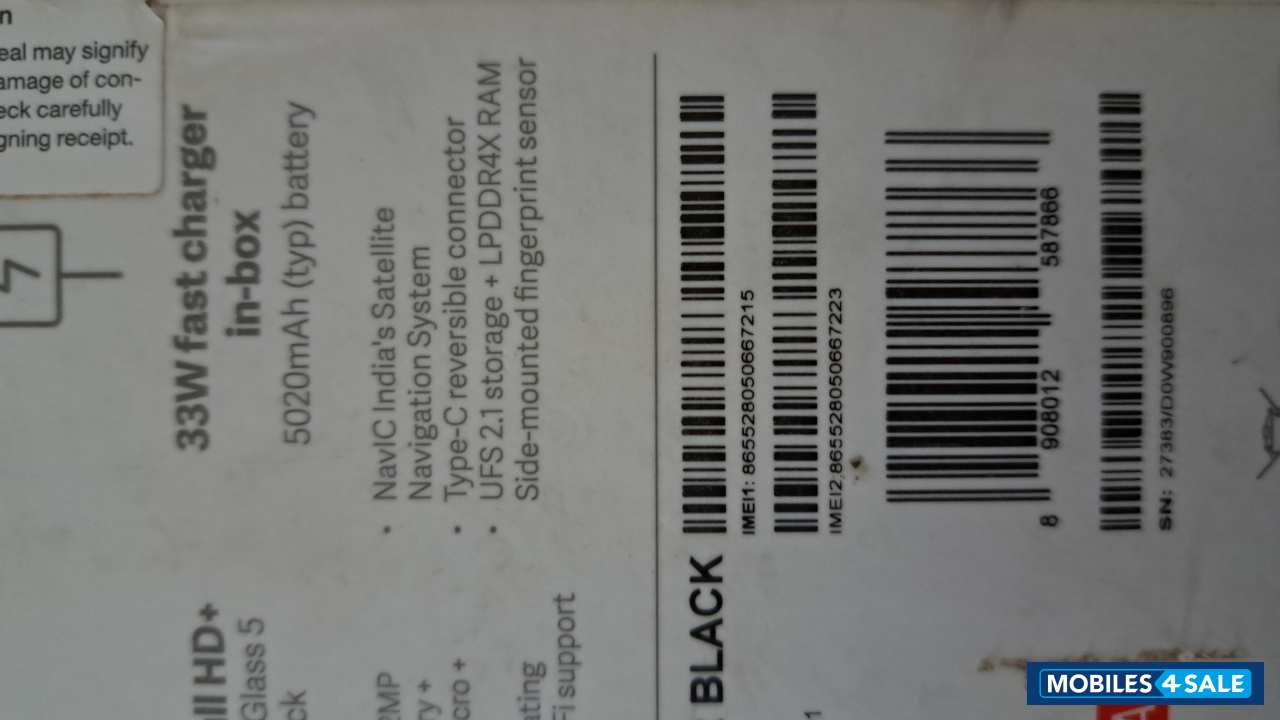 n
eal may signify
amage of con-
eck carefully
gning receipt.
33W fast charger
in-box
5020mAh (typ) battery
• NavIC India's Satellite
Navigation System
• Type-C reversible connector
• UFS 2.1 storage + LPDDR4X RAM
Side-mounted fingerprint sensor
ll HD+
Glass 5
ck
2MP
ry +
cro +
ating
Fi support
BLACK
1
IMEI1: 865528050667215
IMEI2:865528050667223
8 908012 587866
SN: 27383/D0W900896
MOBILES 4 SALE